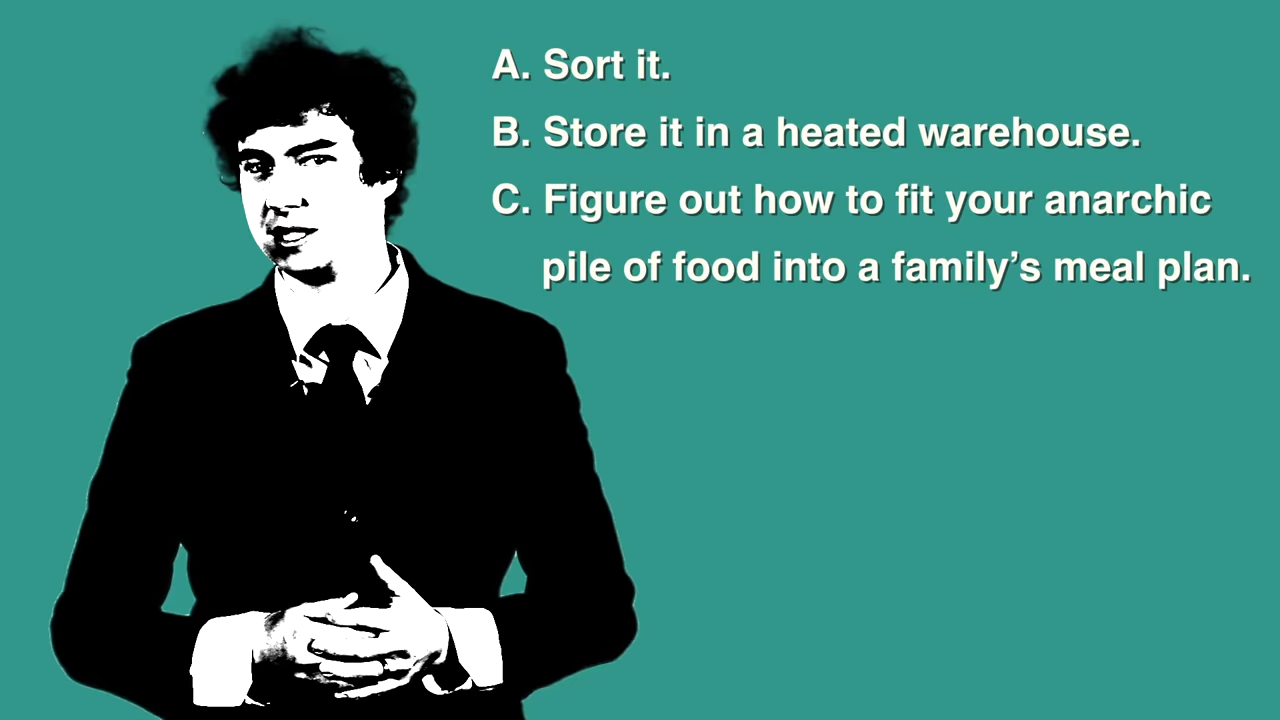 A. Sort it.
B. Store it in a heated warehouse.
C. Figure out how to fit your anarchic
pile of food into a family’s meal plan.